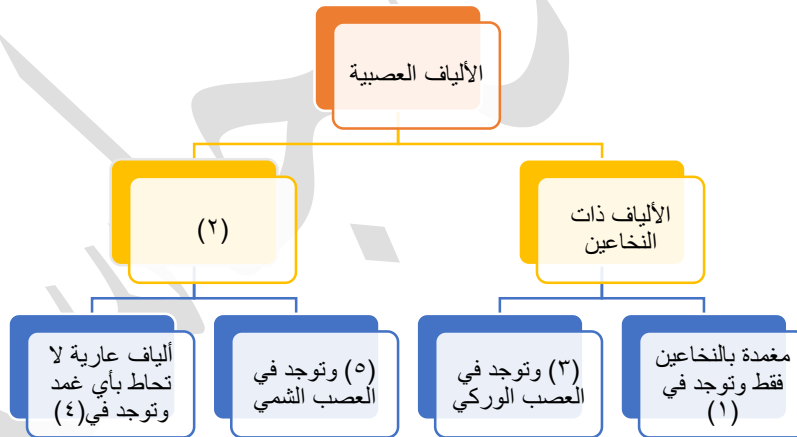 الألياف العصبية
الألياف ذات
النخاعين
(٢)
مغمدة بالنخاعين
فقط وتوجد في
(١)
(٣) وتوجد في
العصب الوركي
(٥) وتوجد في
العصب الشمي
ألياف عارية لا
تحاط بأي غمد
وتوجد في(٤)